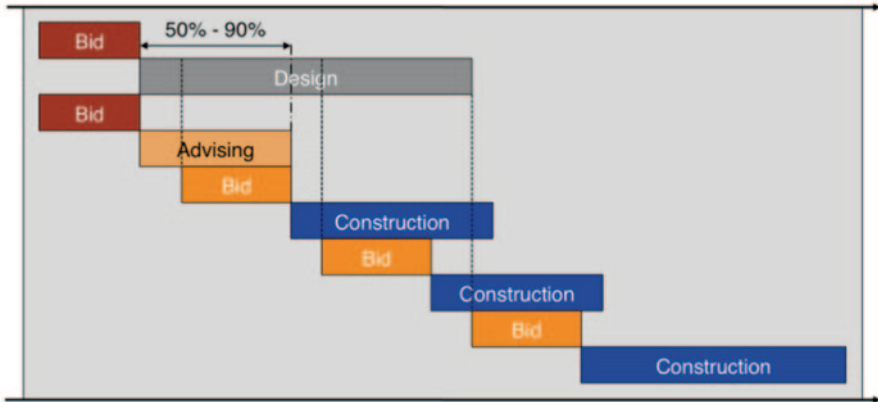 Bid
50% - 90%
Design
Bid
Advising
Bid
Construction
Bid
Construction
Bid
Construction